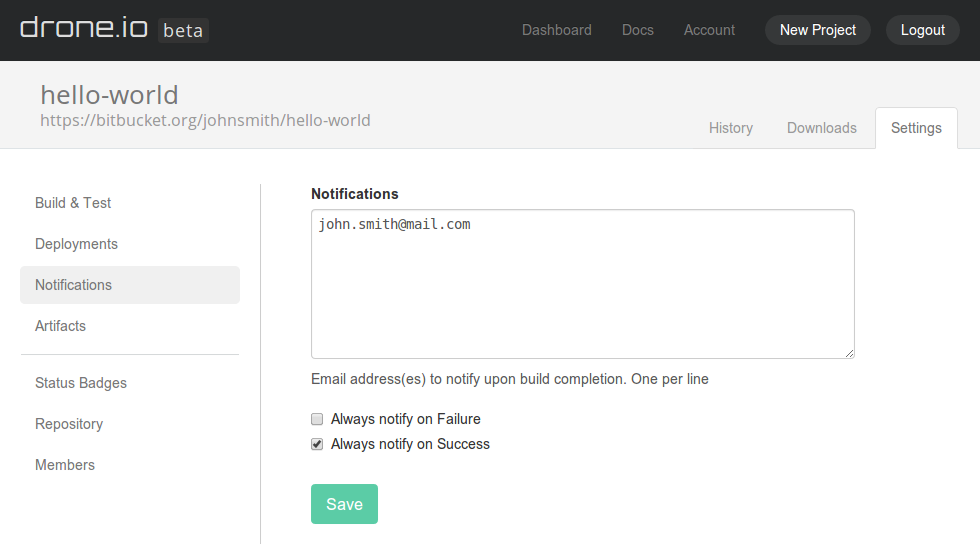 drone.io beta
Dashboard Docs Account New Project Logout
hello-world
https://bitbucket.org/johnsmith/hello-world
History Downloads Settings
Build & Test
Deployments
Notifications
Artifacts
Status Badges
Repository
Members
Notifications
john.smith@mail.com
Email address(es) to notify upon build completion. One per line
Always notify on Failure
Always notify on Success
Save